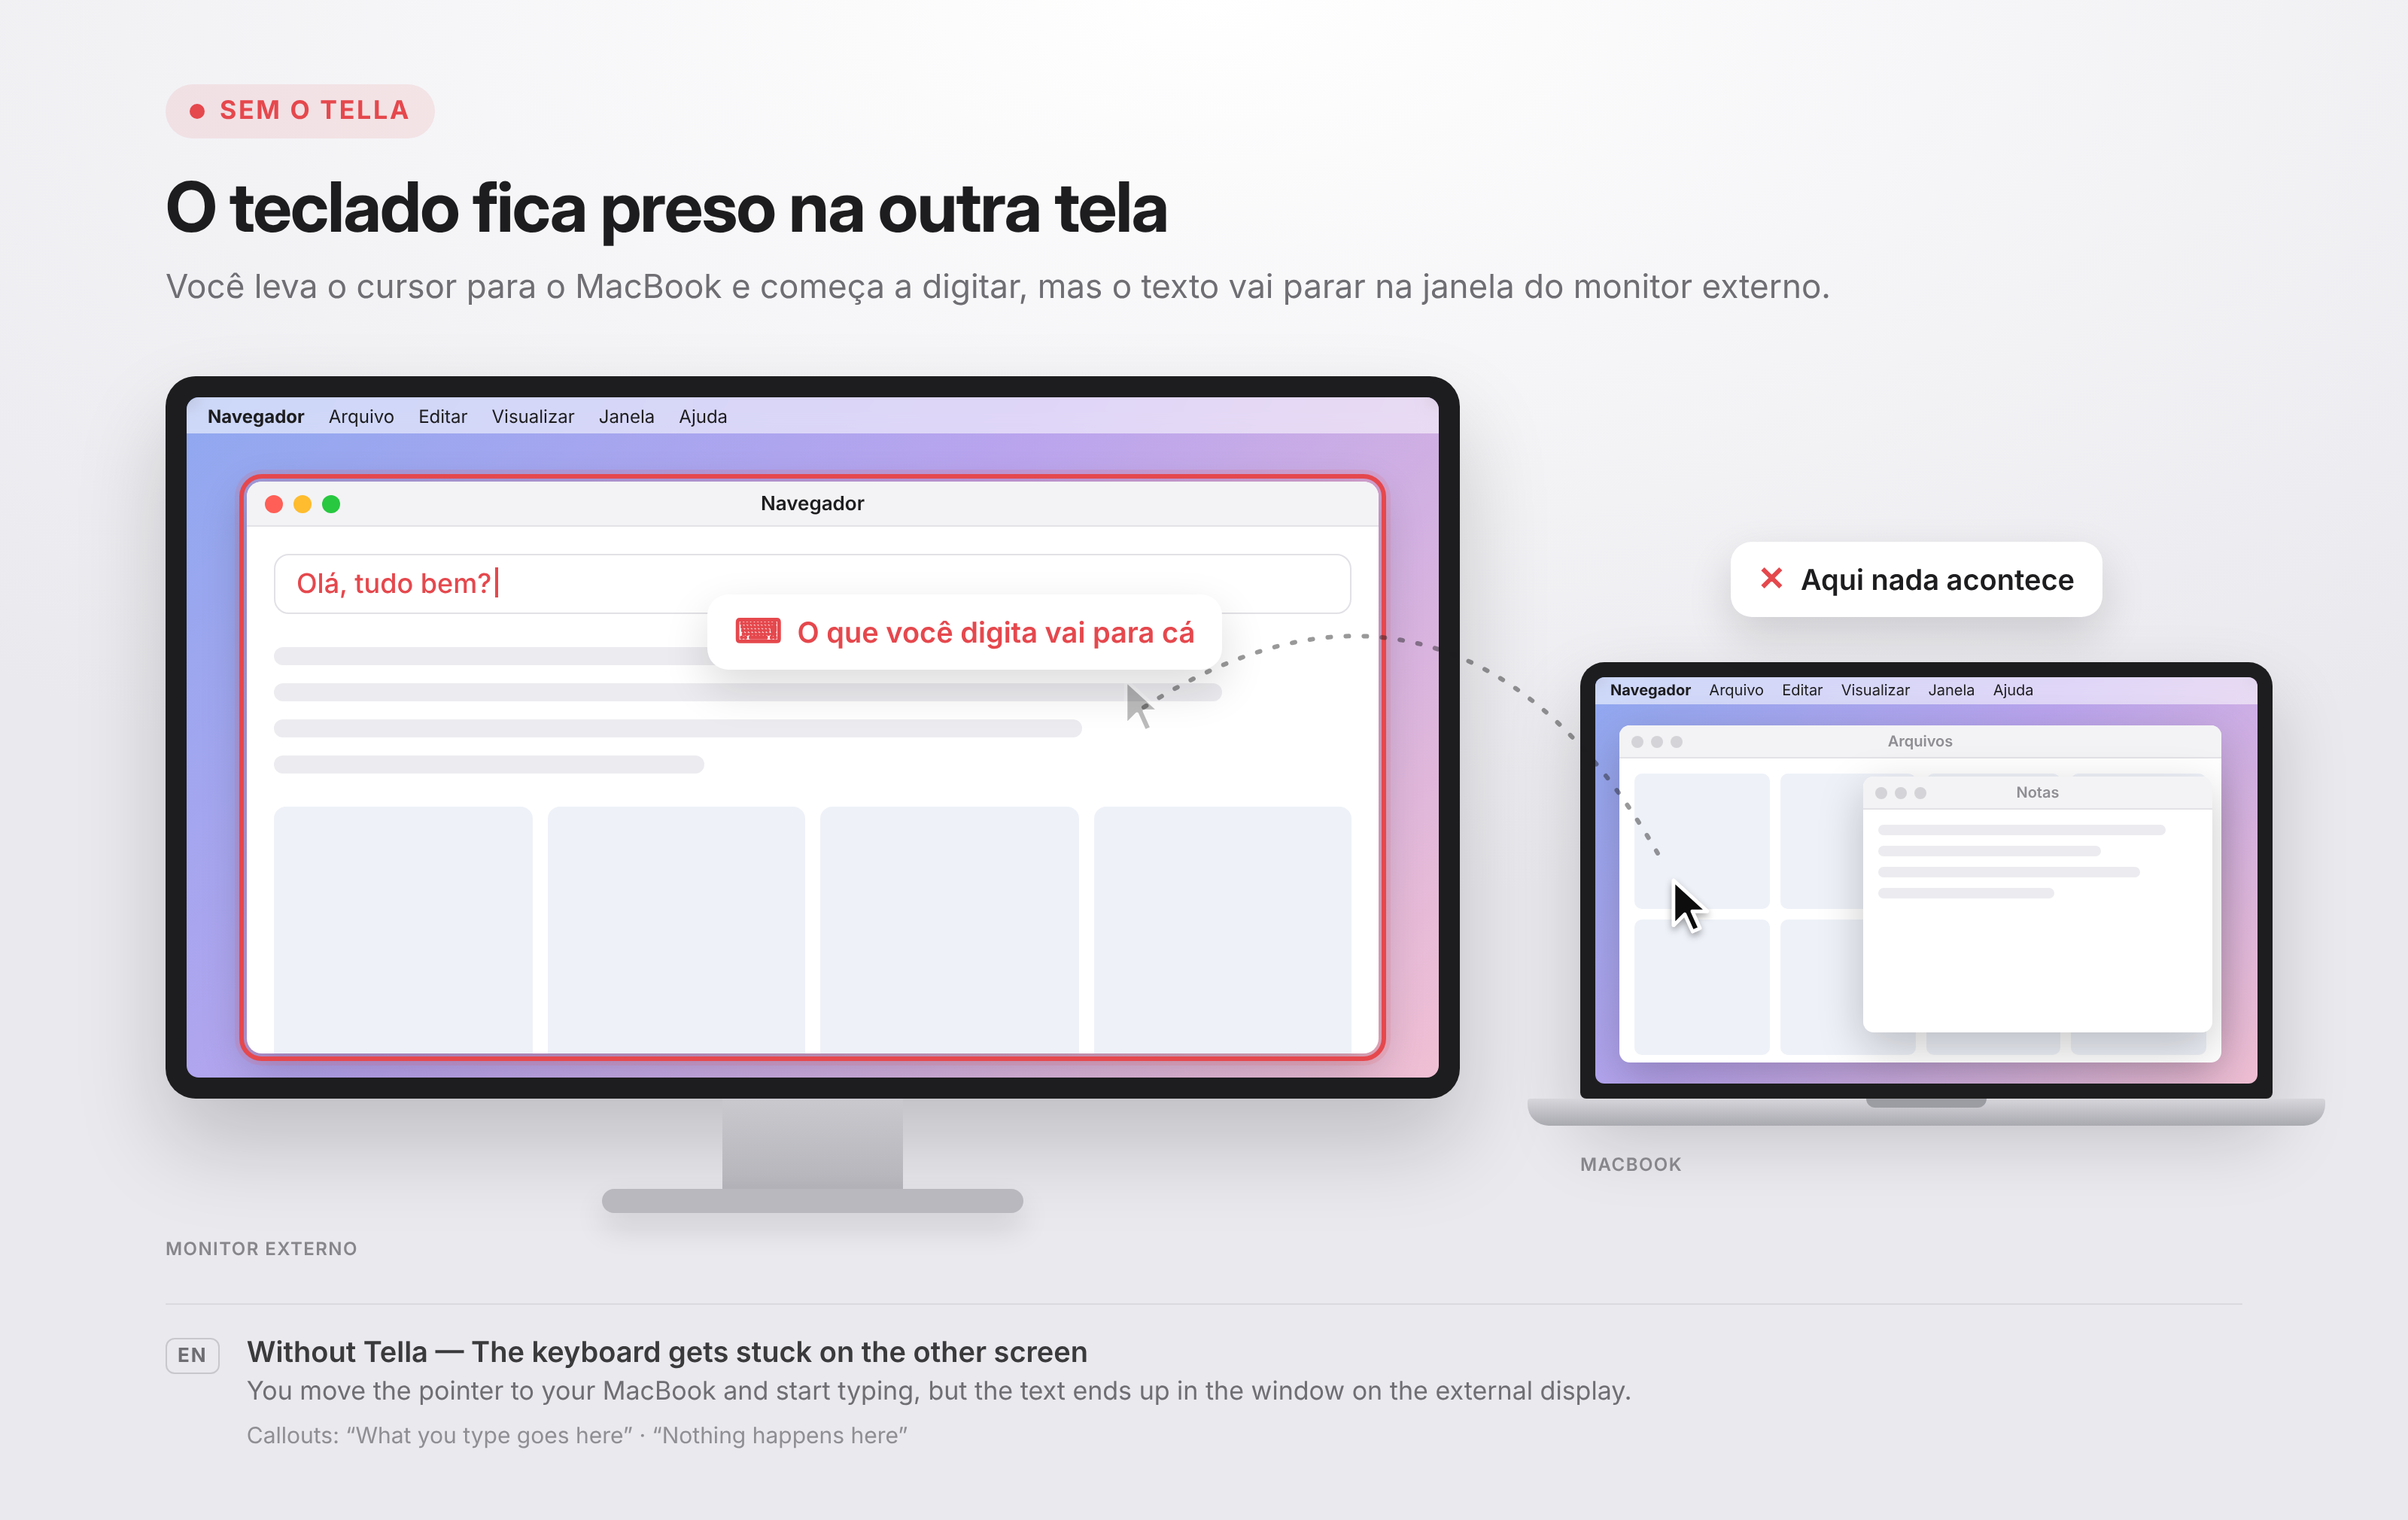 SEM O TELLA
O teclado fica preso na outra tela
Você leva o cursor para o MacBook e começa a digitar, mas o texto vai parar na janela do monitor externo.
Navegador Arquivo Editar Visualizar Janela Ajuda
Navegador
Olá, tudo bem?
O que você digita vai para cá
Aqui nada acontece
Navegador Arquivo Editar Visualizar Janela Ajuda
Arquivos
Notas
MACBOOK
MONITOR EXTERNO
EN
Without Tella — The keyboard gets stuck on the other screen
You move the pointer to your MacBook and start typing, but the text ends up in the window on the external display.
Callouts: “What you type goes here” · “Nothing happens here”